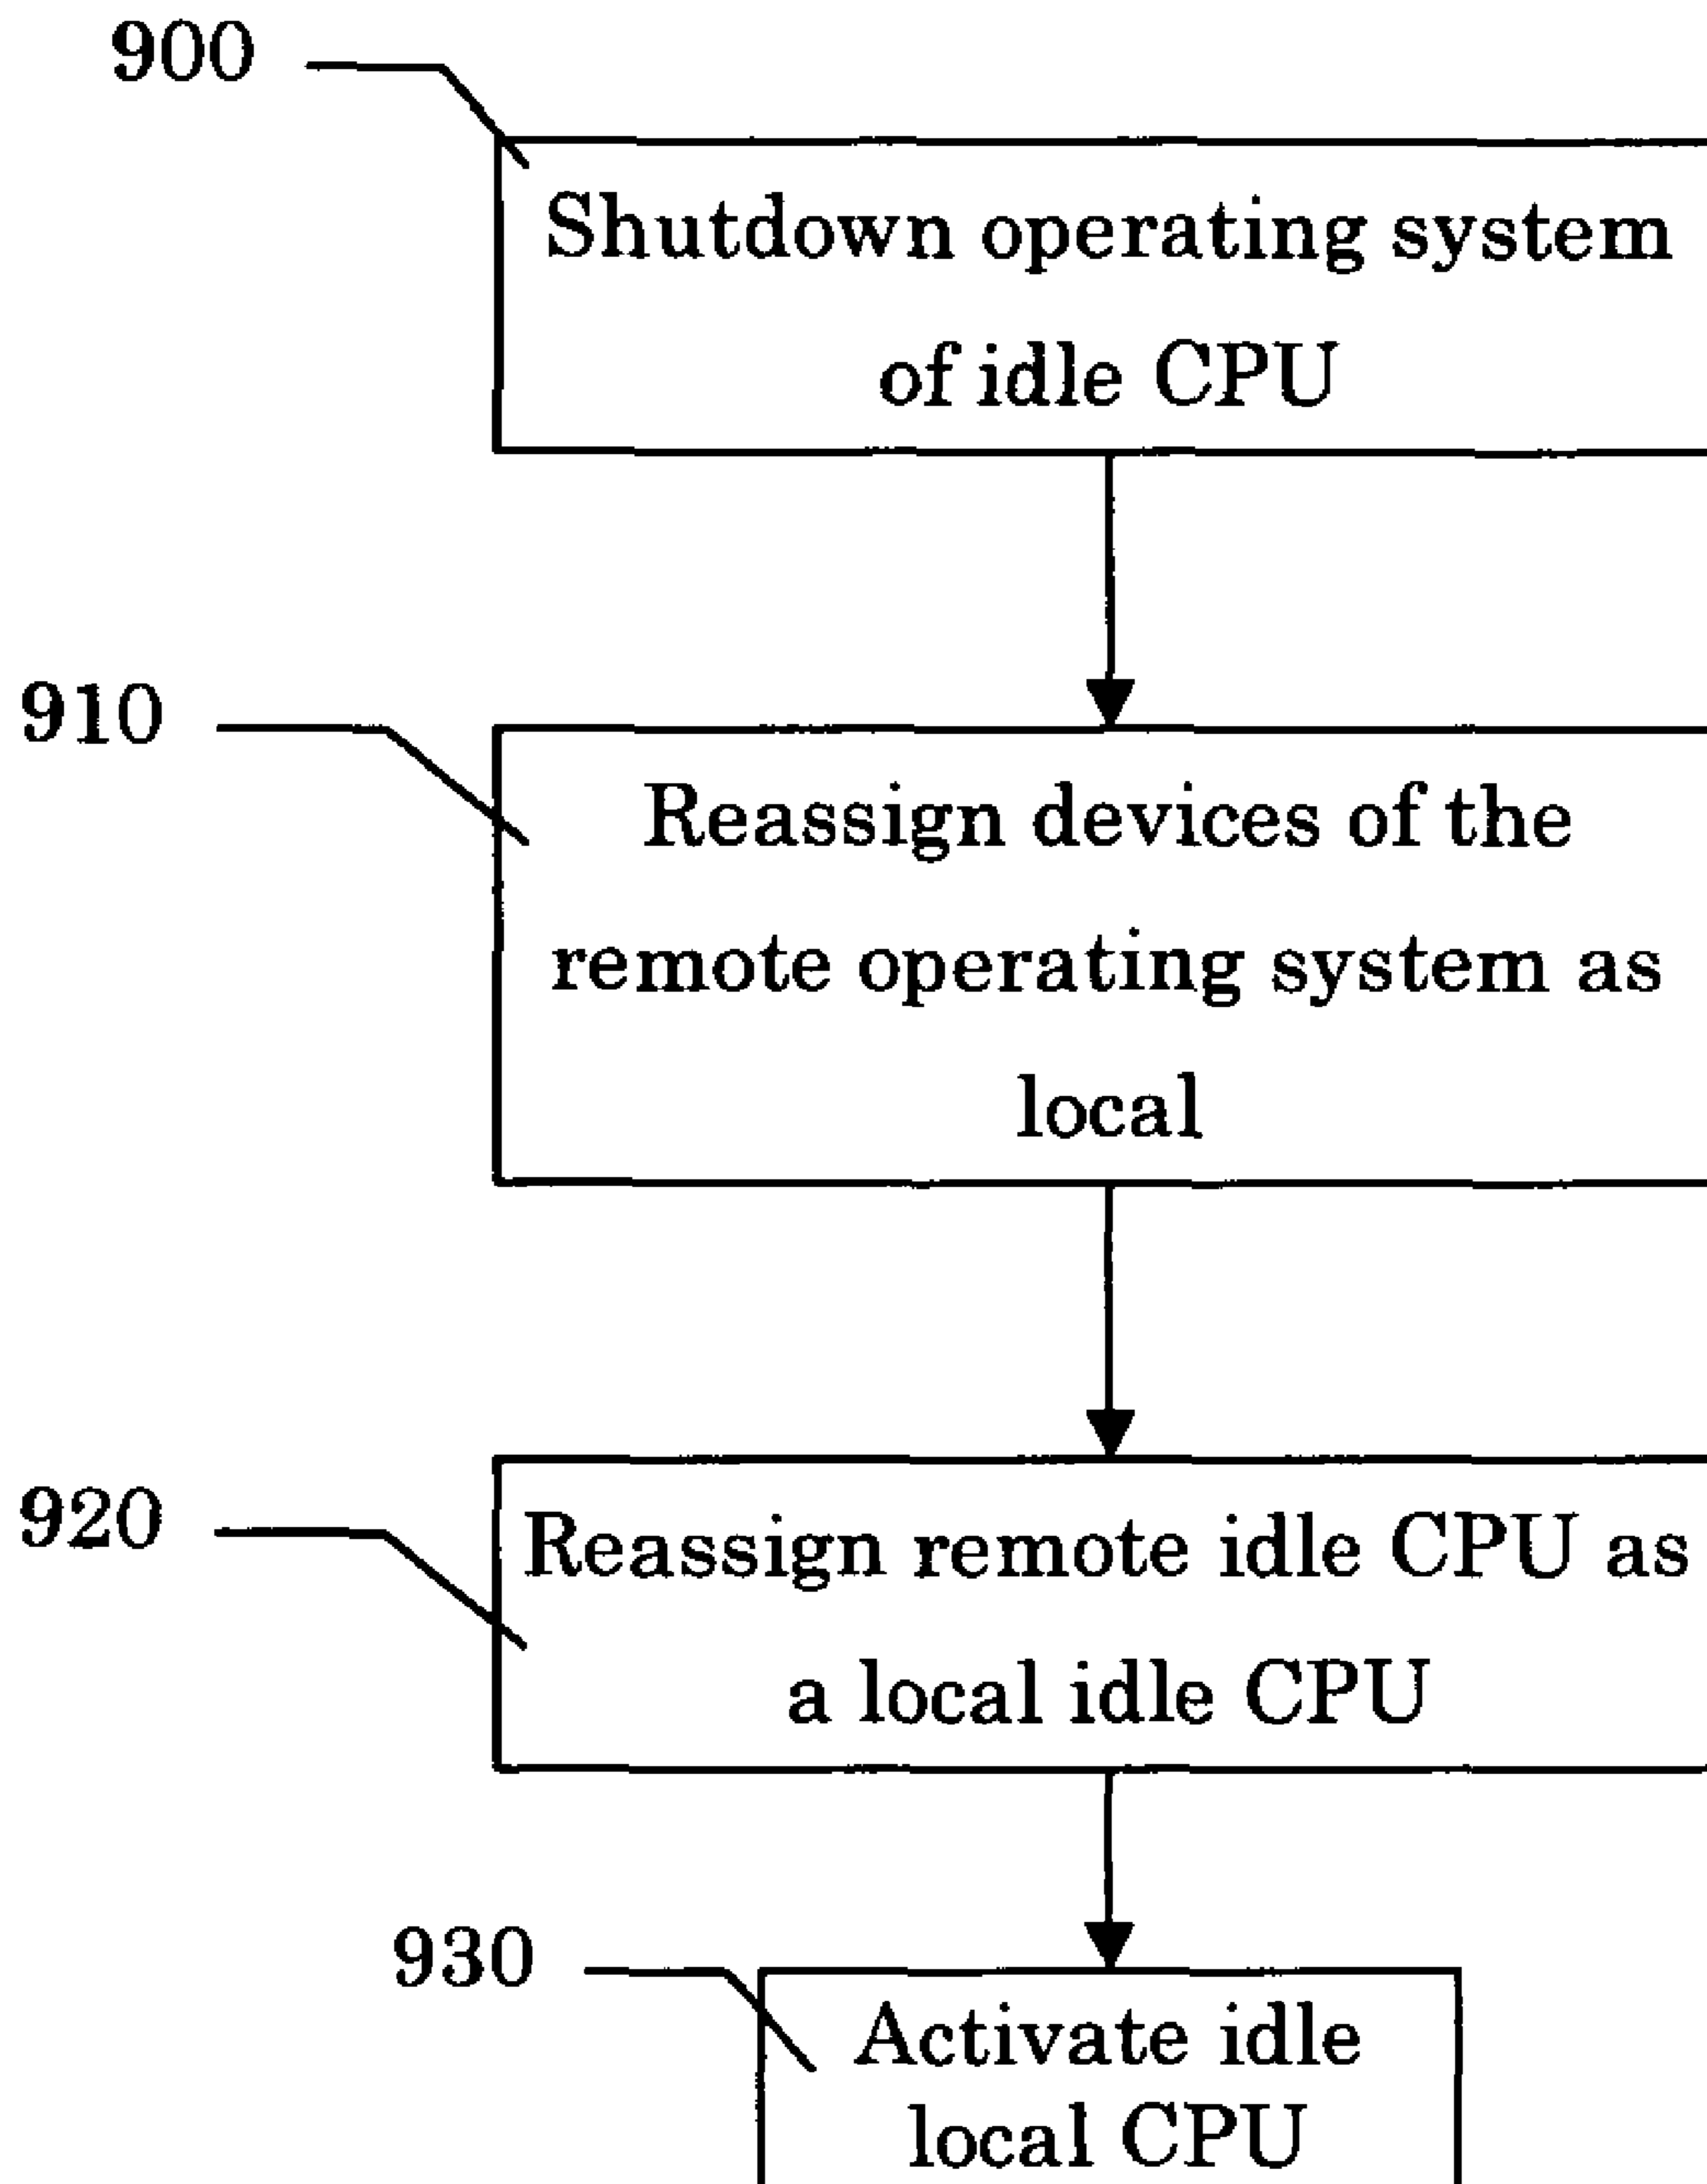 900
Shutdown operating system
of idle CPU
910
Reassign devices of the
remote operating system as
local
920
Reassign remote idle CPU as
a local idle CPU
930
Activate idle
local CPU